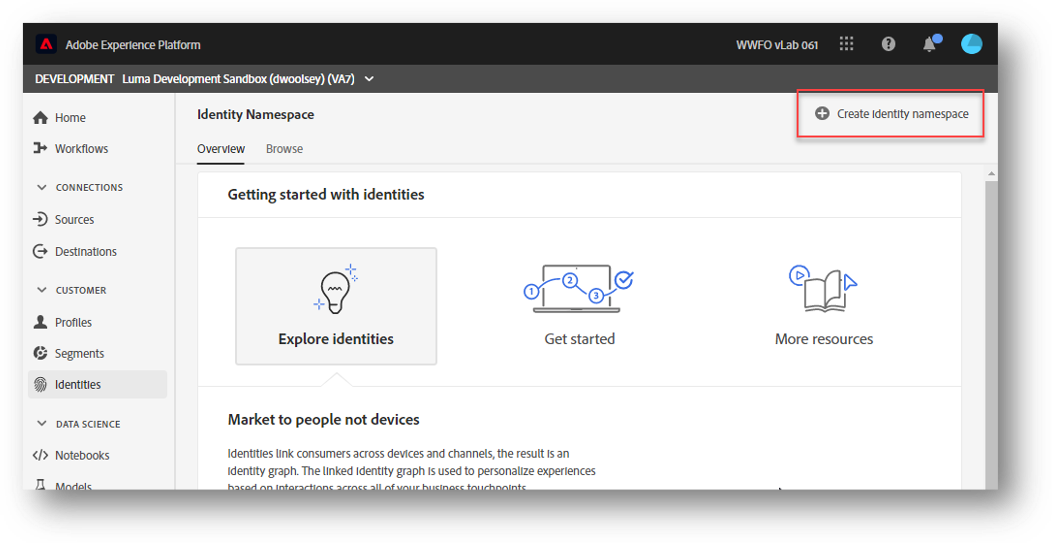 Adobe Experience Platform
WWFO vLab 061
DEVELOPMENT Luma Development Sandbox (dwoolsey) (VA7)
Home
Workflows
CONNECTIONS
Sources
Destinations
CUSTOMER
Profiles
Segments
Identities
DATA SCIENCE
Notebooks
Models
Identity Namespace
Create identity namespace
Overview Browse
Getting started with identities
1 2 3
Explore identities
Get started
More resources
Market to people not devices
Identities link consumers across devices and channels, the result is an
identity graph. The linked identity graph is used to personalize experiences
based on interactions across all of your business touchpoints.